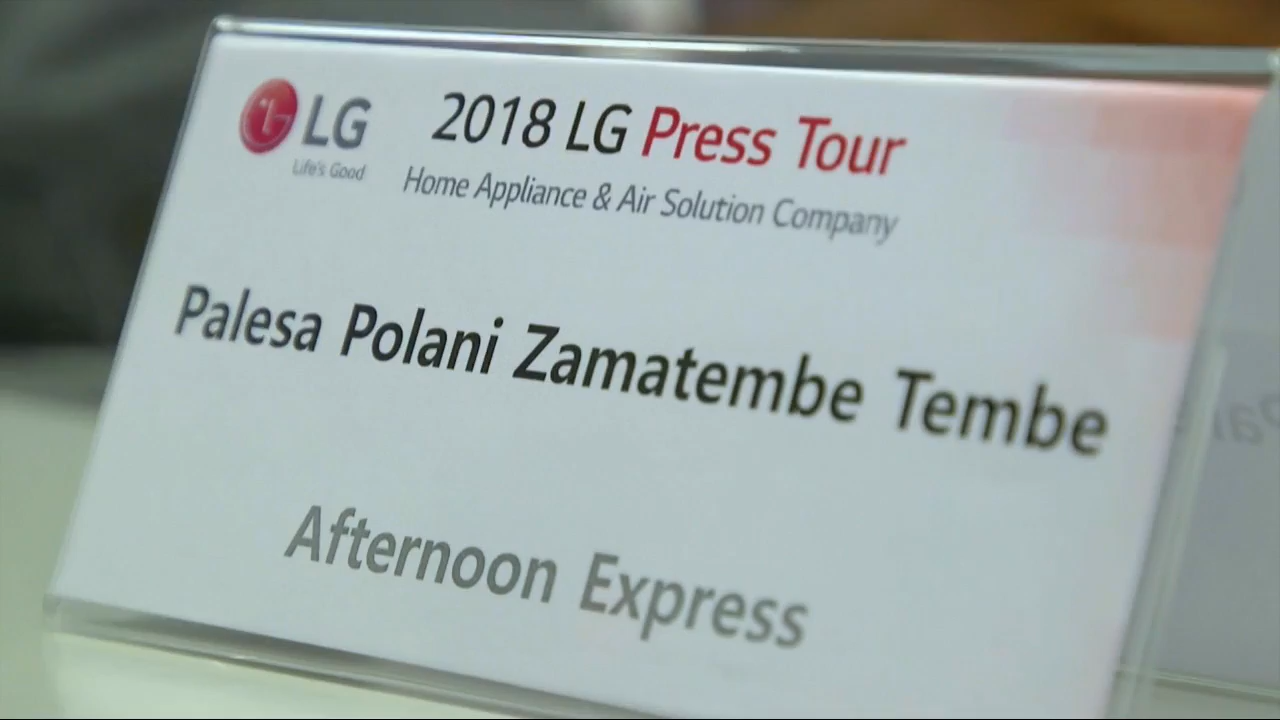 LG
Life's Good
2018 LG Press Tour
Home Appliance & Air Solution Company
Palesa Polani Zamatembe Tembe
Afternoon Express